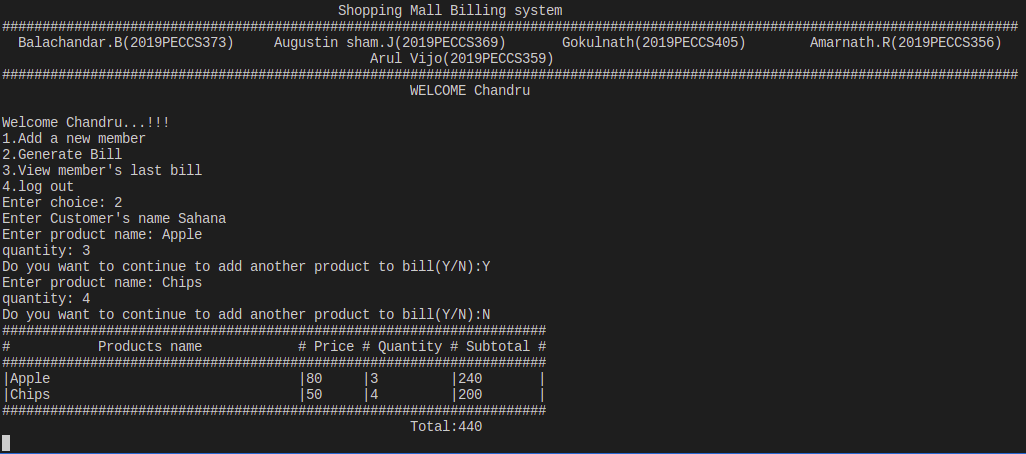 Shopping Mall Billing system
###############################################################################################################################
Balachandar.B(2019PECCS373) Augustin sham.J(2019PECCS369) Gokulnath(2019PECCS405) Amarnath.R(2019PECCS356)
Arul Vijo(2019PECCS359)
###############################################################################################################################
WELCOME Chandru
Welcome Chandru...!!!
1.Add a new member
2.Generate Bill
3.View member's last bill
4.log out
Enter choice: 2
Enter Customer's name Sahana
Enter product name: Apple
quantity: 3
Do you want to continue to add another product to bill(Y/N):Y
Enter product name: Chips
quantity: 4
Do you want to continue to add another product to bill(Y/N):N
####################################################################
#           Products name            # Price # Quantity # Subtotal #
####################################################################
|Apple                               |80     |3         |240       |
|Chips                               |50     |4         |200       |
####################################################################
Total:440